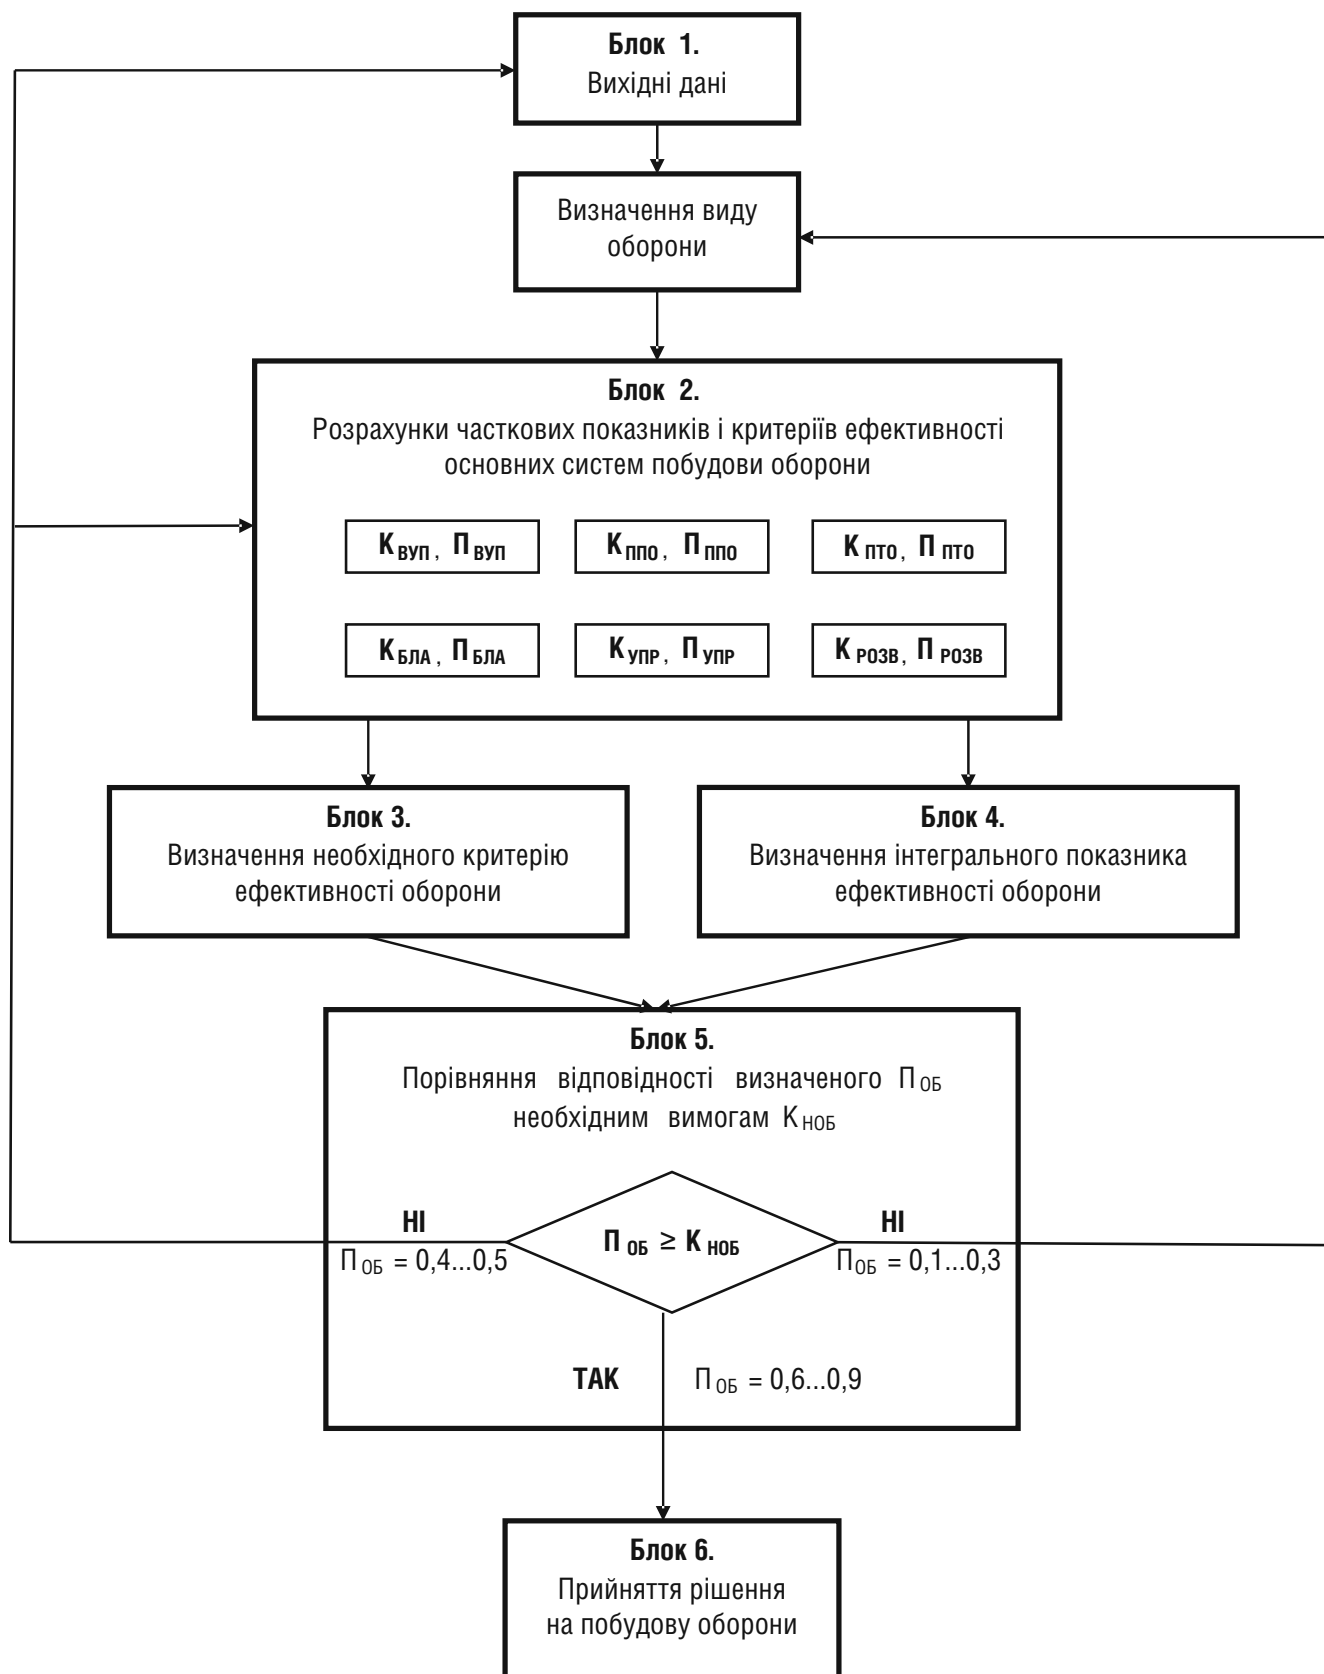 Блок 1.
Вихідні дані
Визначення виду
оборони
Блок 2.
Розрахунки часткових показників і критеріїв ефективності
основних систем побудови оборони
К ВУП , П ВУП
К ППО , П ППО
К ПТО , П ПТО
К БЛА , П БЛА
К УПР , П УПР
К РОЗВ , П РОЗВ
Блок 3.
Визначення необхідного критерію
ефективності оборони
Блок 4.
Визначення інтегрального показника
ефективності оборони
Блок 5.
Порівняння відповідності визначеного П ОБ
необхідним вимогам К НОБ
НІ
П ОБ = 0,4...0,5
П ОБ ≥ К НОБ
НІ
П ОБ = 0,1...0,3
ТАК П ОБ = 0,6...0,9
Блок 6.
Прийняття рішення
на побудову оборони